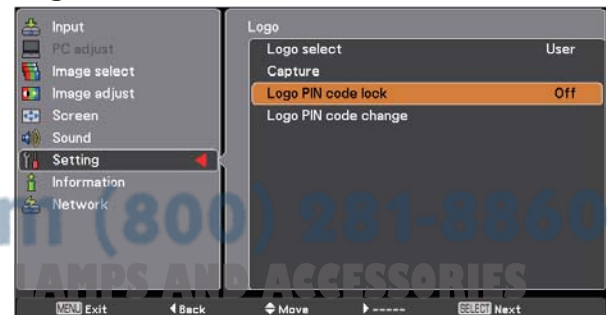 Input
PC adjust
Image select
Image adjust
Screen
Sound
Setting
Information
Network
Logo
Logo select User
Capture
Logo PIN code lock Off
Logo PIN code change
(800) 281-8860
LAMPS AND ACCESSORIES
MENU Exit Back Move ----- SELECT Next